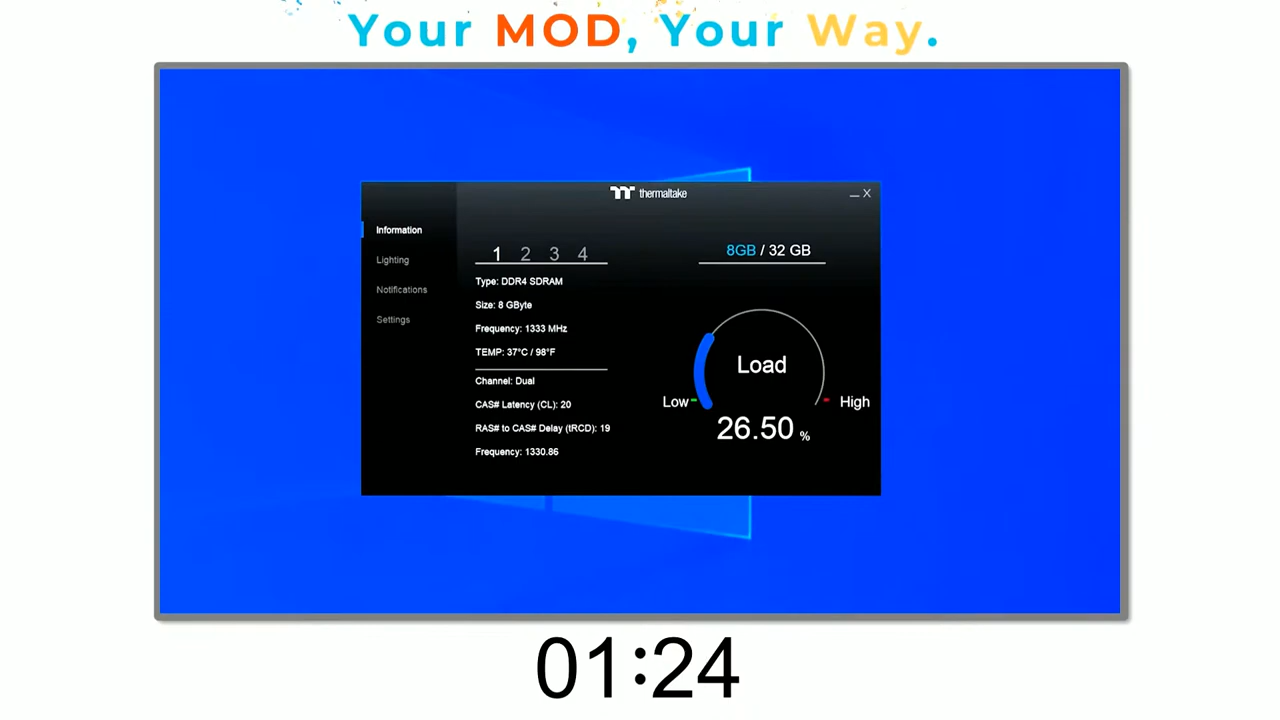 Your MOD, Your Way.
thermaltake
Information
Lighting
Notifications
Settings
1 2 3 4
8GB / 32 GB
Type: DDR4 SDRAM
Size: 8 GByte
Frequency: 1333 MHz
TEMP: 37°C / 98°F
Channel: Dual
CAS# Latency (CL): 20
RAS# to CAS# Delay (tRCD): 19
Frequency: 1330.86
Load
Low
High
26.50 %
01:24